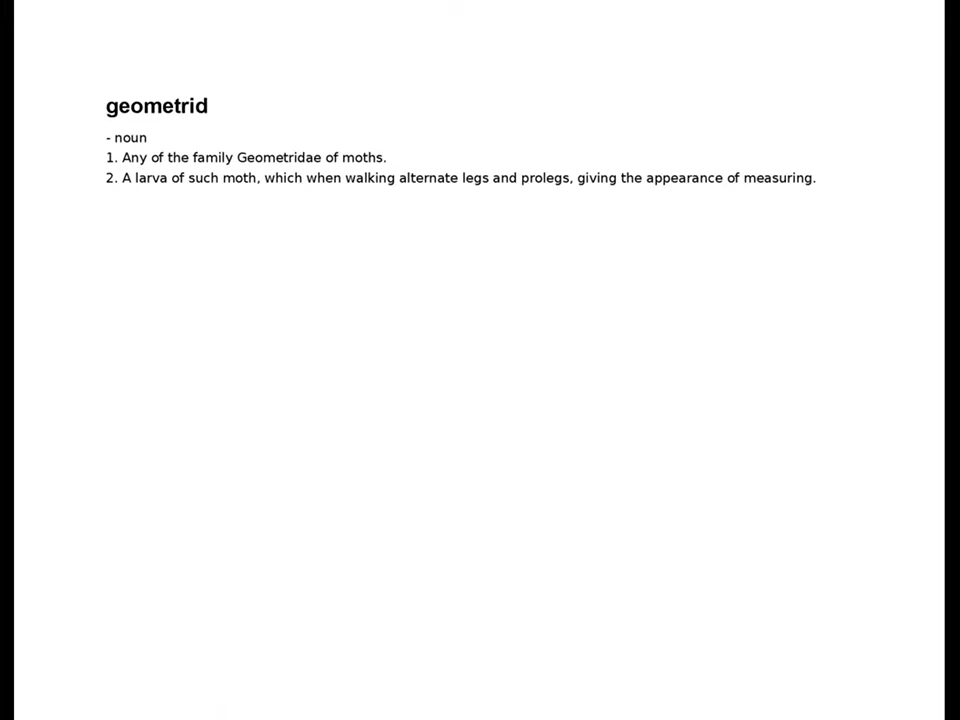 geometrid
- noun
1. Any of the family Geometridae of moths.
2. A larva of such moth, which when walking alternate legs and prolegs, giving the appearance of measuring.